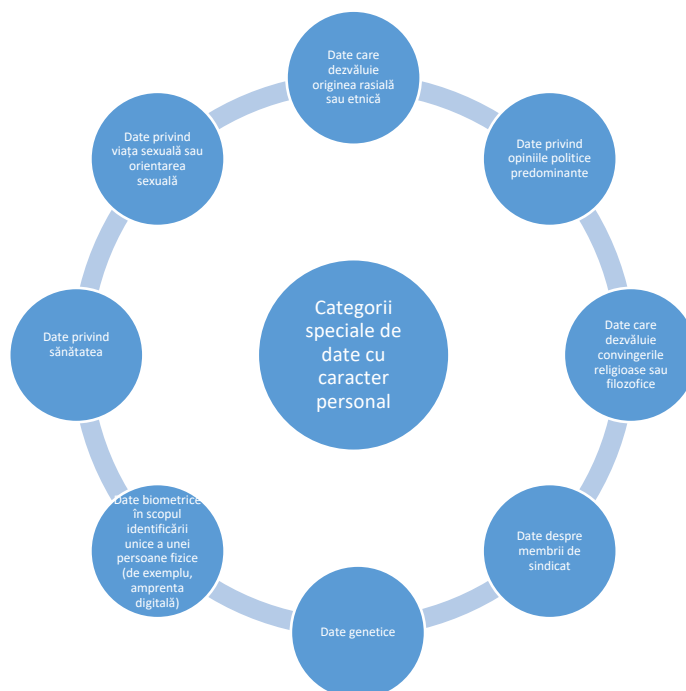 Date care
dezvăluie
originea rasială
sau etnică
Date privind
opiniile politice
predominante
Date care
dezvăluie
convingerile
religioase sau
filozofice
Date despre
membrii de
sindicat
Date genetice
Date biometrice
în scopul
identificării
unice a unei
persoane fizice
(de exemplu,
amprenta
digitală)
Date privind
sănătatea
Date privind
viața sexuală sau
orientarea
sexuală
Categorii
speciale de
date cu
caracter
personal